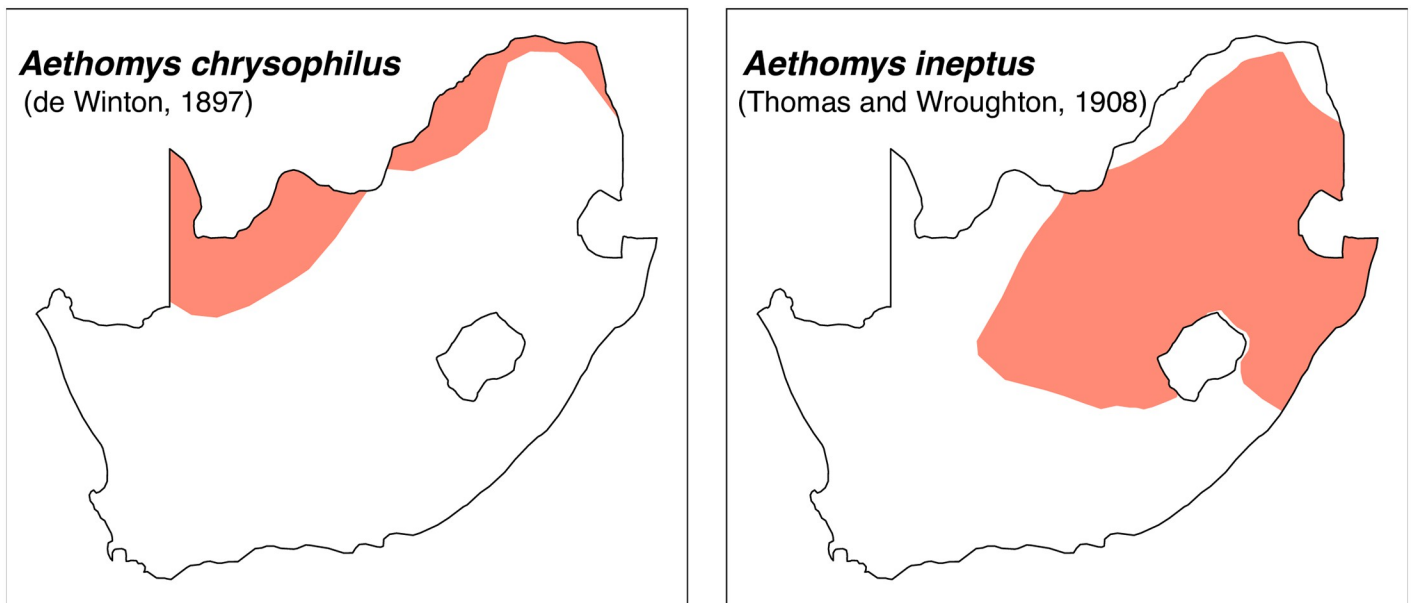 Aethomys chrysophilus
(de Winton, 1897)
Aethomys ineptus
(Thomas and Wroughton, 1908)